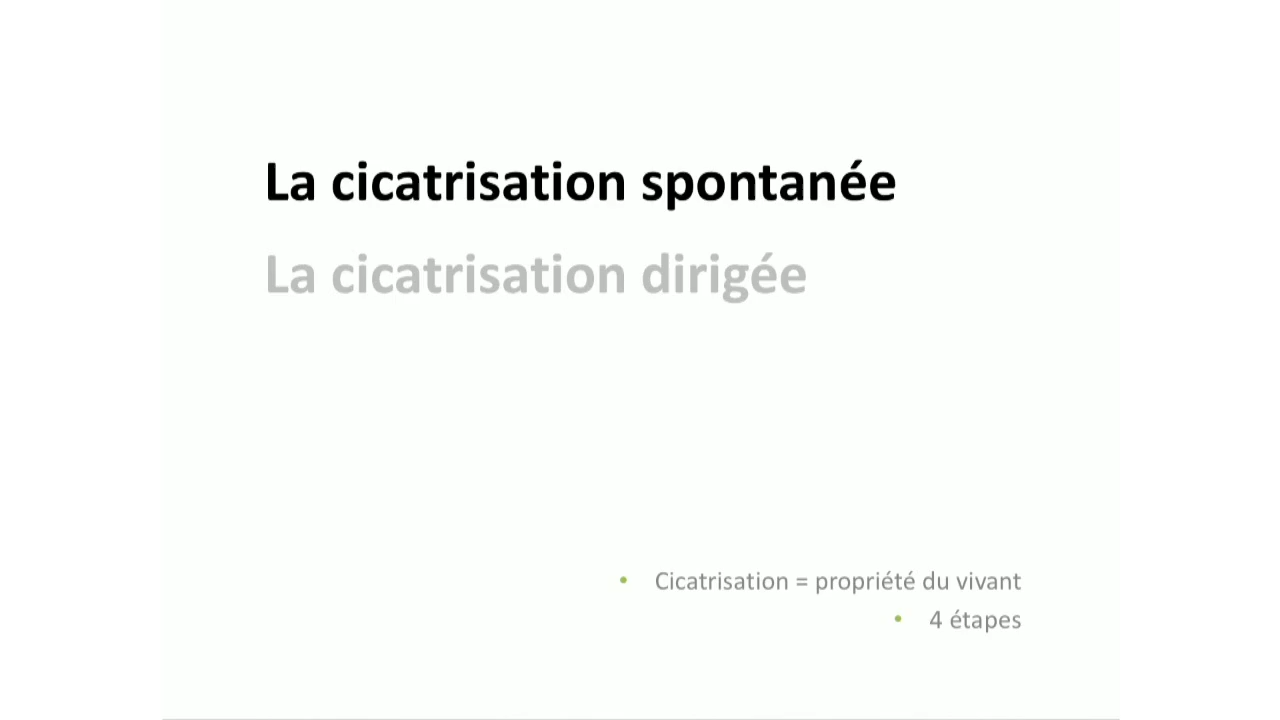 La cicatrisation spontanée
La cicatrisation dirigée
• Cicatrisation = propriété du vivant
• 4 étapes